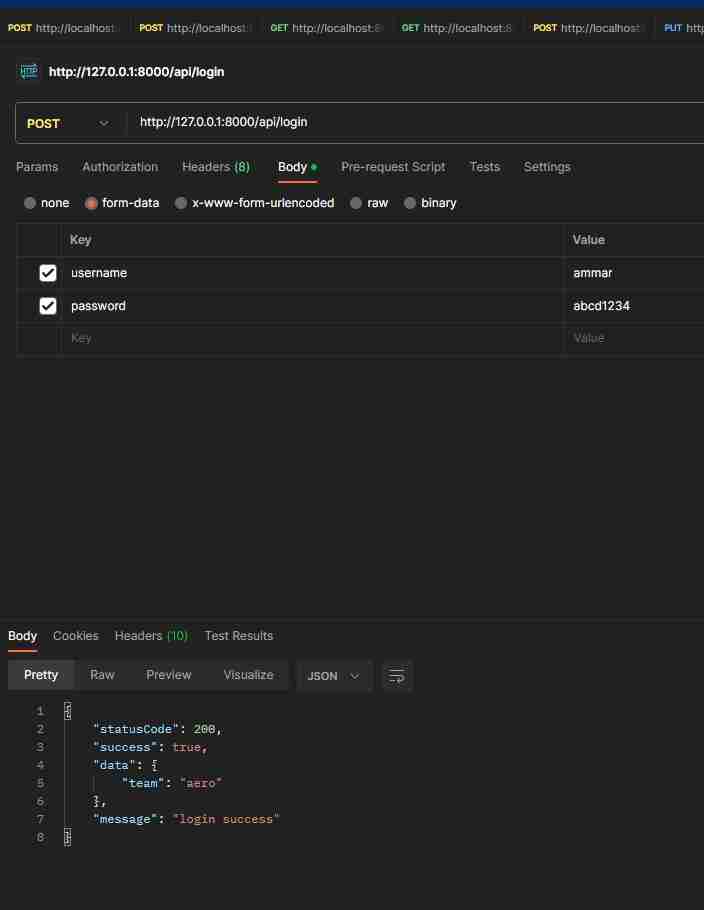 POST http://localhost: POST http://localhost: GET http://localhost:8 GET http://localhost:8 POST http://localhost: PUT http
HTTP http://127.0.0.1:8000/api/login
POST http://127.0.0.1:8000/api/login
Params Authorization Headers (8) Body Pre-request Script Tests Settings
none form-data x-www-form-urlencoded raw binary
Key Value
username ammar
password abcd1234
Key Value
Body Cookies Headers (10) Test Results
Pretty Raw Preview Visualize JSON
1 {
2 "statusCode": 200,
3 "success": true,
4 "data": {
5 "team": "aero"
6 },
7 "message": "login success"
8 }